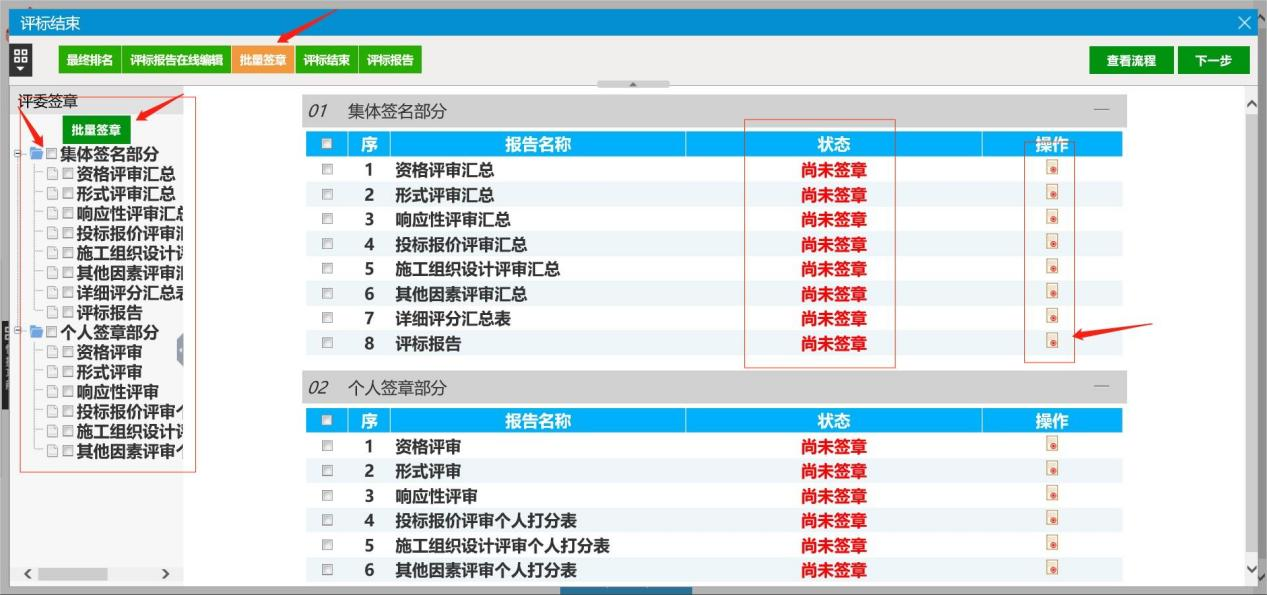 评标结束
最终排名 评标报告在线编辑 批量签章 评标结束 评标报告 查看流程 下一步
评委签章
批量签章
集体签名部分
资格评审汇总
形式评审汇总
响应性评审汇总
投标报价评审
施工组织设计
其他因素评审
详细评分汇总表
评标报告
个人签章部分
资格评审
形式评审
响应性评审
投标报价评审
施工组织设计
其他因素评审
01 集体签名部分
序 报告名称 状态 操作
1 资格评审汇总 尚未签章
2 形式评审汇总 尚未签章
3 响应性评审汇总 尚未签章
4 投标报价评审汇总 尚未签章
5 施工组织设计评审汇总 尚未签章
6 其他因素评审汇总 尚未签章
7 详细评分汇总表 尚未签章
8 评标报告 尚未签章
02 个人签章部分
序 报告名称 状态 操作
1 资格评审 尚未签章
2 形式评审 尚未签章
3 响应性评审 尚未签章
4 投标报价评审个人打分表 尚未签章
5 施工组织设计评审个人打分表 尚未签章
6 其他因素评审个人打分表 尚未签章